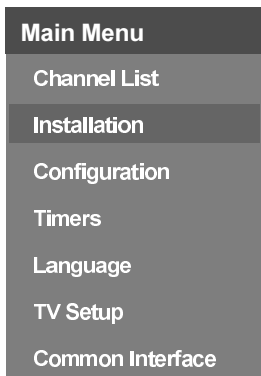 Main Menu
Channel List
Installation
Configuration
Timers
Language
TV Setup
Common Interface